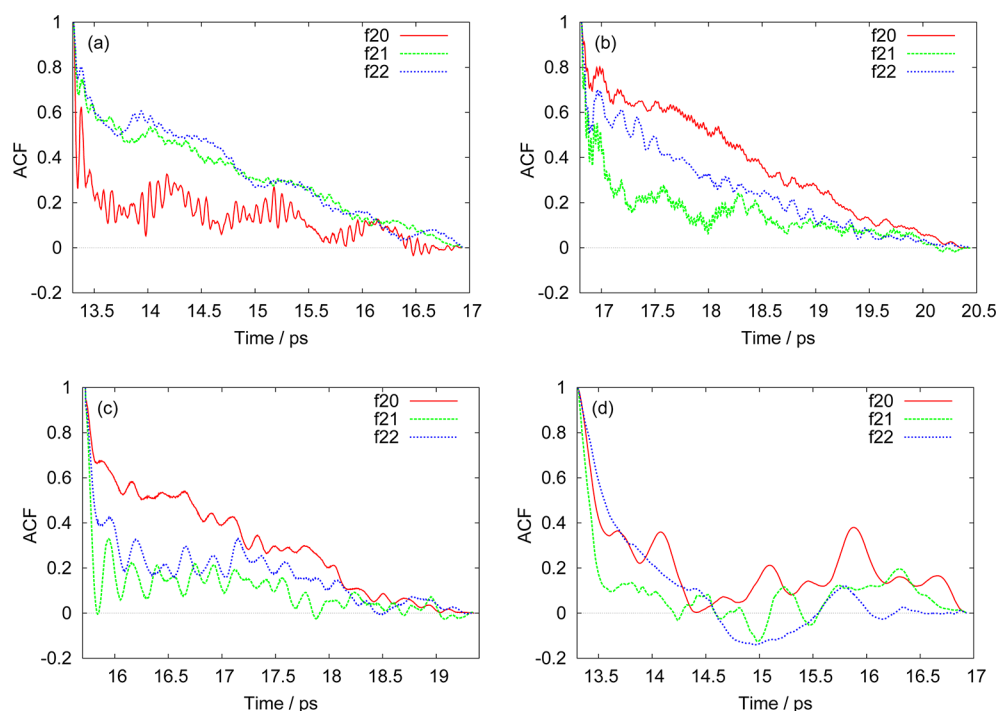 (a)
f20
f21
f22
1
0.8
0.6
0.4
0.2
0
-0.2
ACF
13.5 14 14.5 15 15.5 16 16.5 17
Time / ps
(b)
f20
f21
f22
1
0.8
0.6
0.4
0.2
0
-0.2
ACF
17 17.5 18 18.5 19 19.5 20 20.5
Time / ps
(c)
f20
f21
f22
1
0.8
0.6
0.4
0.2
0
-0.2
ACF
16 16.5 17 17.5 18 18.5 19
Time / ps
(d)
f20
f21
f22
1
0.8
0.6
0.4
0.2
0
-0.2
ACF
13.5 14 14.5 15 15.5 16 16.5 17
Time / ps